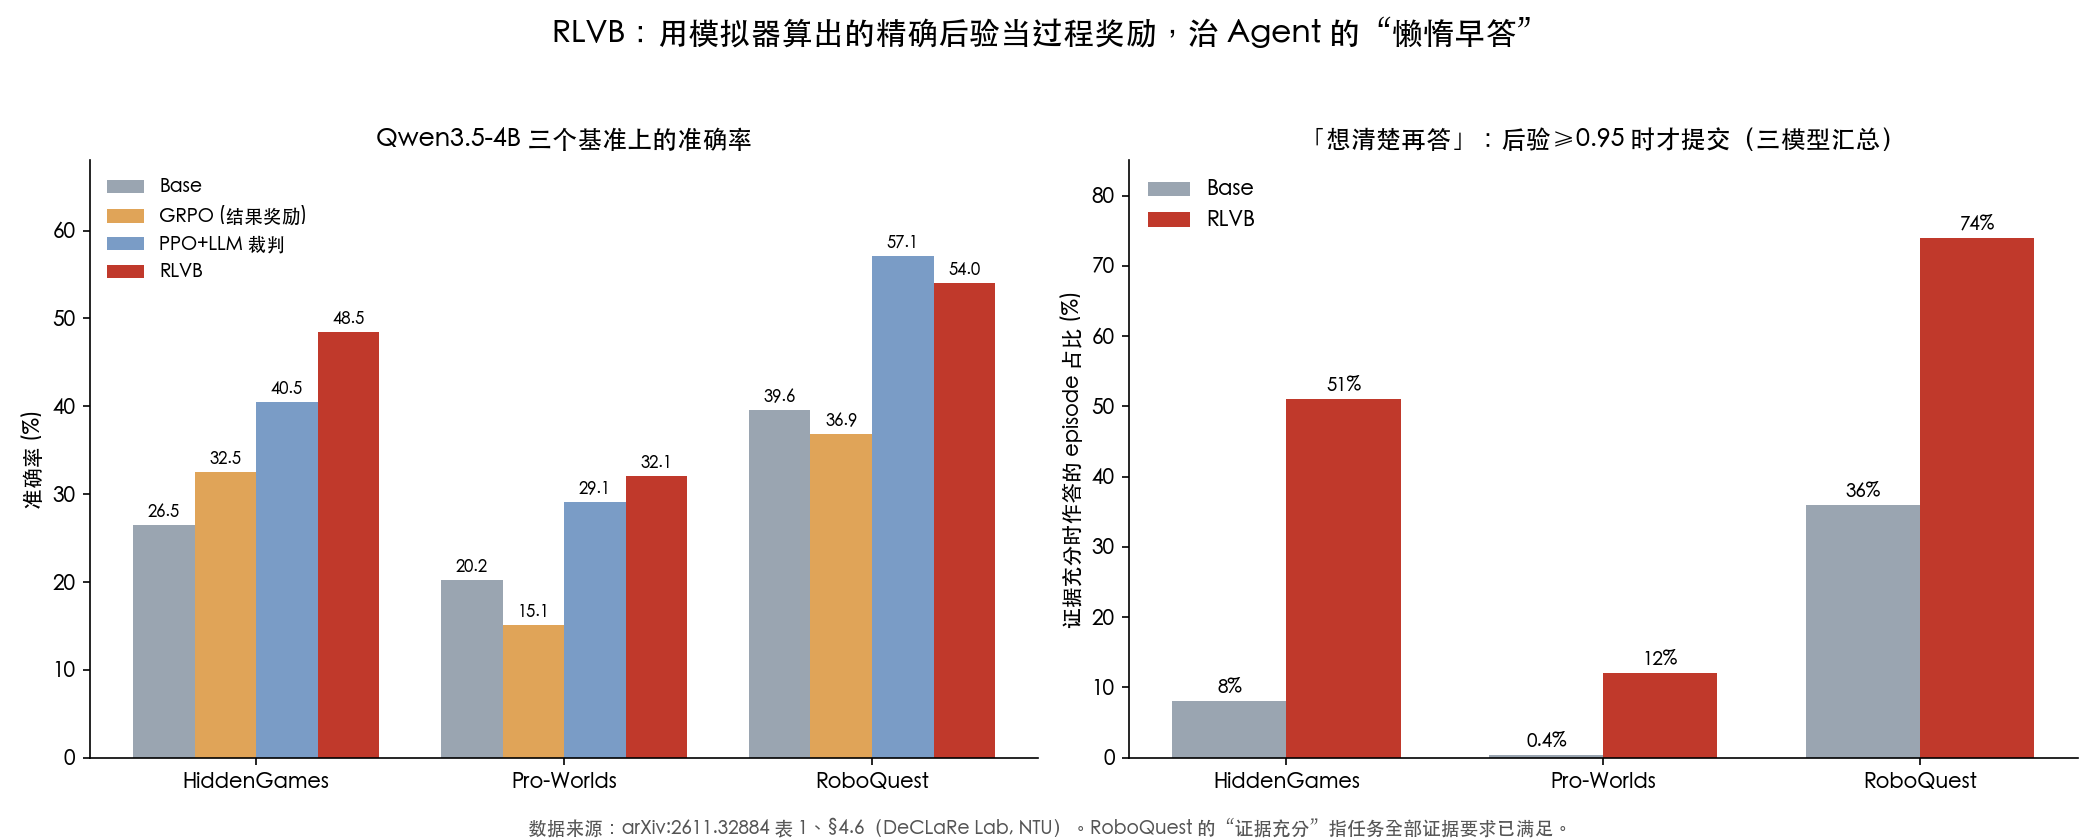 RLVB：用模拟器算出的精确后验当过程奖励，治 Agent 的“懒惰早答”
Qwen3.5-4B 三个基准上的准确率
Base
GRPO (结果奖励)
PPO+LLM 裁判
RLVB
准确率 (%)
60
50
40
30
20
10
0
26.5
32.5
40.5
48.5
20.2
15.1
29.1
32.1
39.6
36.9
57.1
54.0
HiddenGames
Pro-Worlds
RoboQuest
「想清楚再答」：后验≥0.95 时才提交（三模型汇总）
Base
RLVB
证据充分时作答的 episode 占比 (%)
80
70
60
50
40
30
20
10
0
8%
51%
0.4%
12%
36%
74%
HiddenGames
Pro-Worlds
RoboQuest
数据来源：arXiv:2611.32884 表 1、§4.6（DeCLaRe Lab, NTU）。RoboQuest 的“证据充分”指任务全部证据要求已满足。